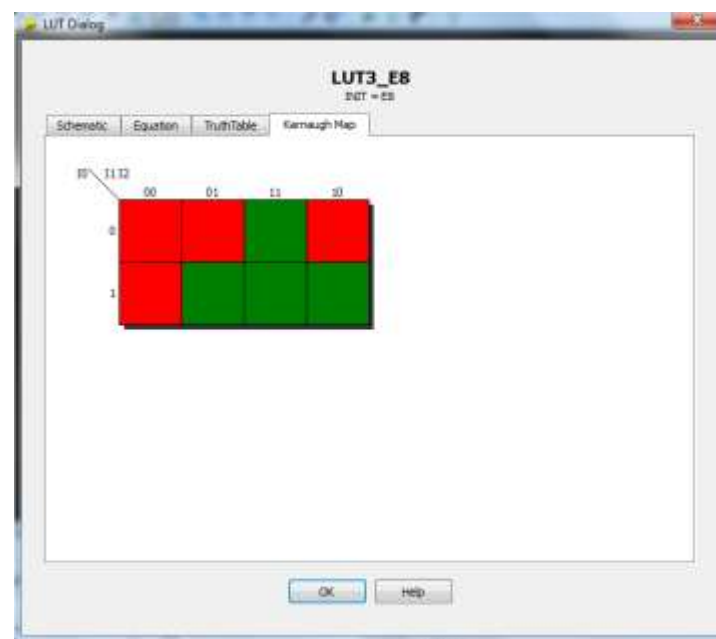 LUT Dialog
LUT3_E8
INIT = E8
Schematic Equation TruthTable Karnaugh Map
I0 I1 I2
00 01 11 10
0
1
OK Help